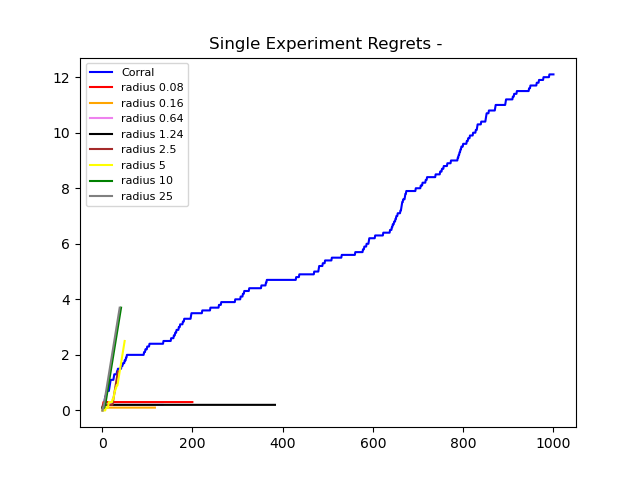 Single Experiment Regrets -
12
10
8
6
4
2
0
Corral
radius 0.08
radius 0.16
radius 0.64
radius 1.24
radius 2.5
radius 5
radius 10
radius 25
0 200 400 600 800 1000